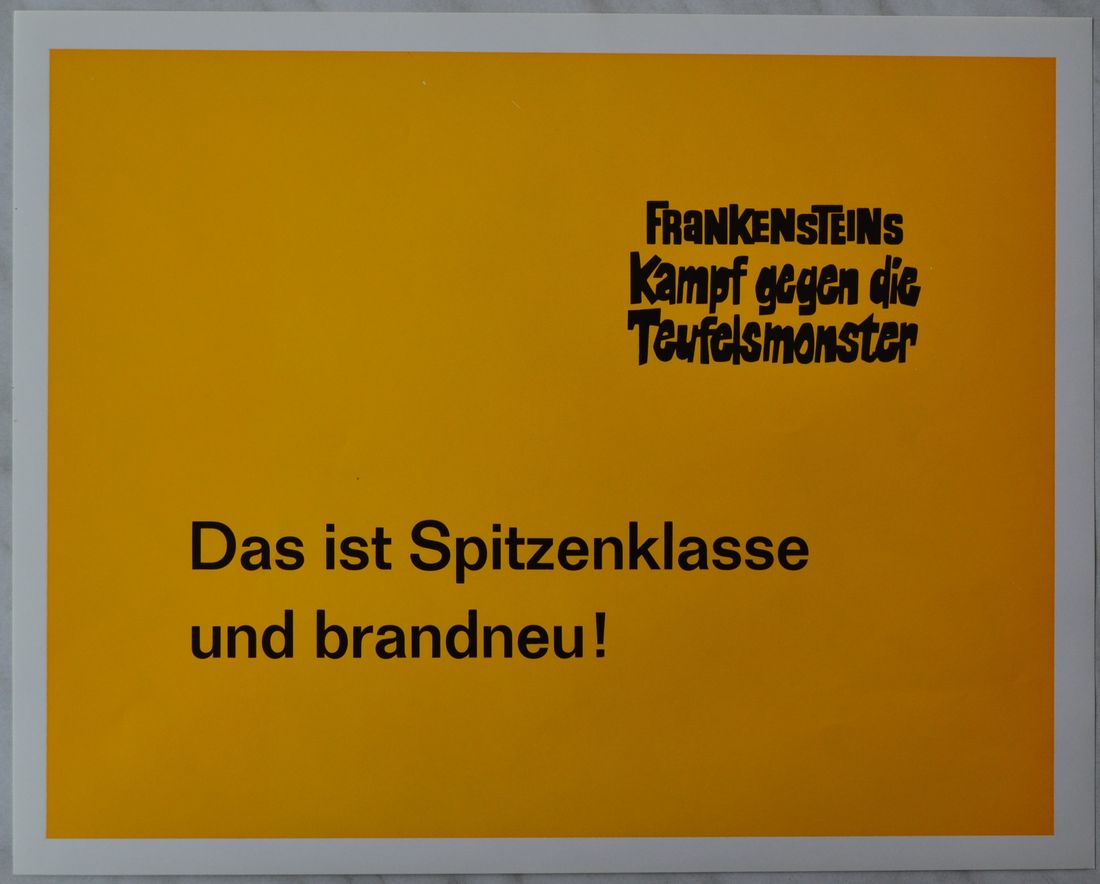 FRANKENSTEINS
Kampf gegen die
Teufelsmonster
Das ist Spitzenklasse
und brandneu!